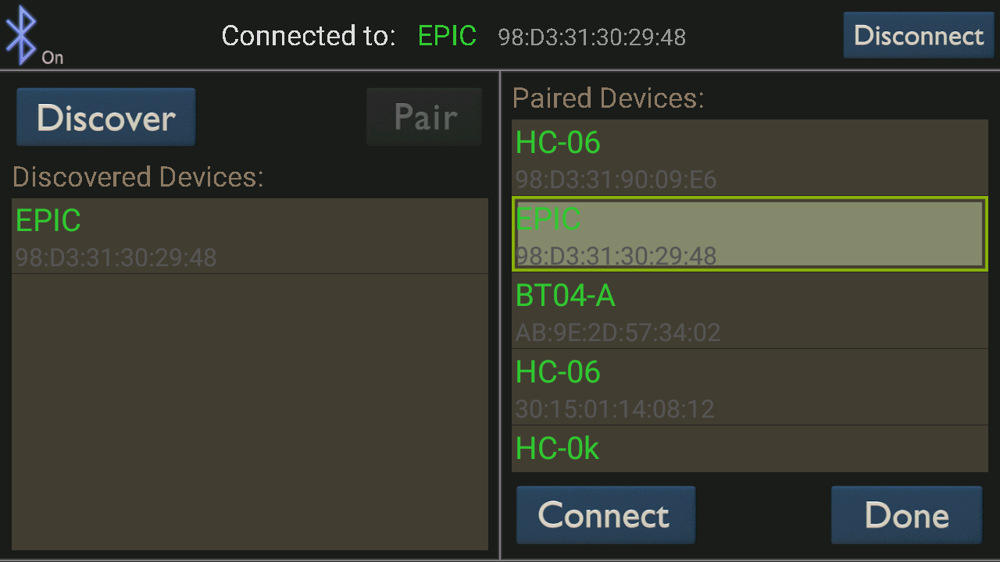 On
Connected to: EPIC 98:D3:31:30:29:48
Disconnect
Discover
Pair
Discovered Devices:
EPIC
98:D3:31:30:29:48
Paired Devices:
HC-06
98:D3:31:90:09:E6
EPIC
98:D3:31:30:29:48
BT04-A
AB:9E:2D:57:34:02
HC-06
30:15:01:14:08:12
HC-0k
Connect
Done